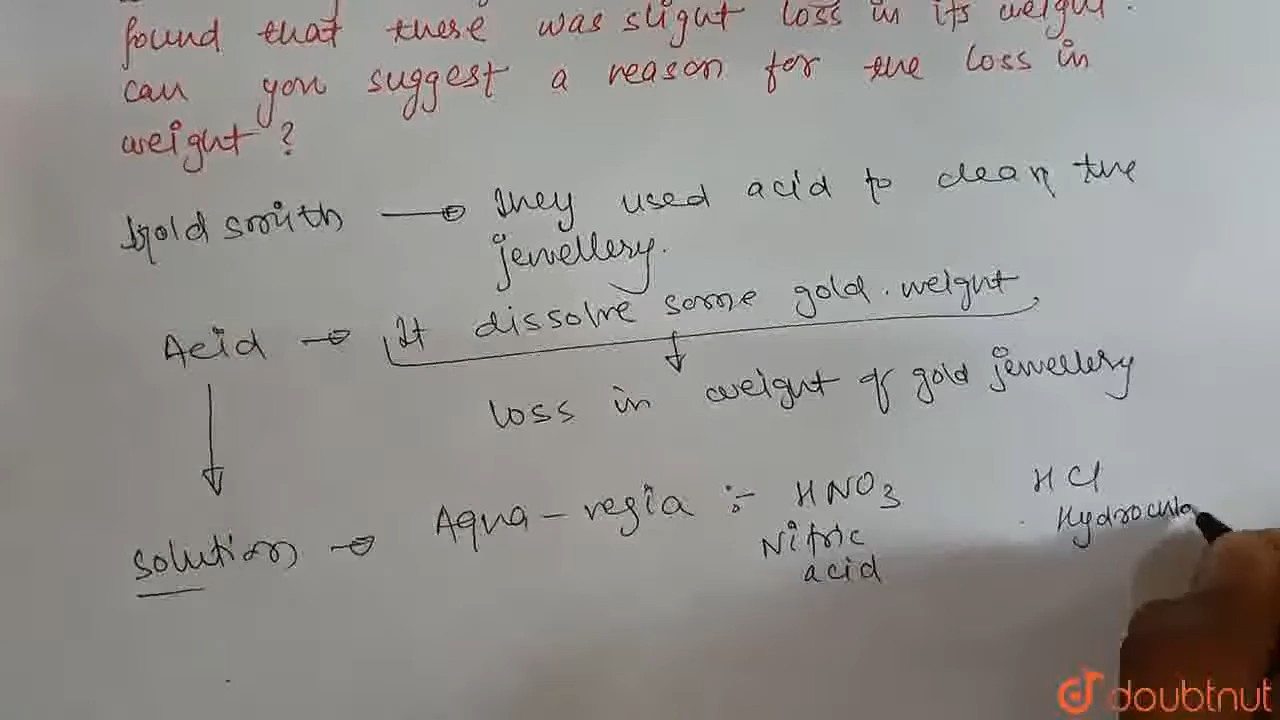 found that there was slight loss in its weight.
can you suggest a reason for the loss in
weight?
Goldsmith → They used acid to clean the
jewellery.
Acid → It dissolve some gold. weight
loss in weight of gold jewellery
solution → Aqua-regia :- HNO3 HCl
Nitric acid Hydrochlo
doubtnut